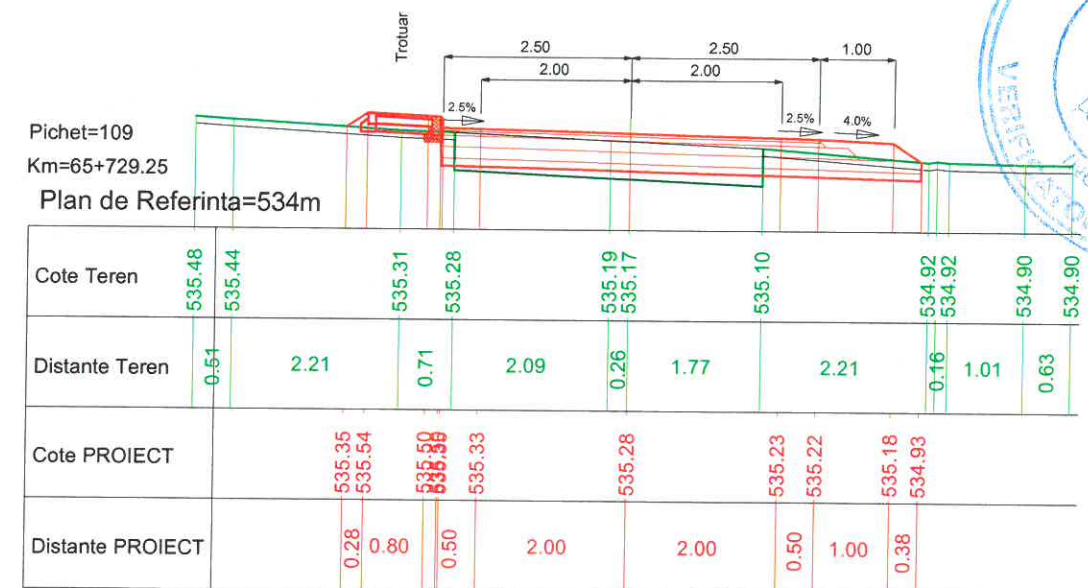 Trotuar
2.50 2.50 1.00
2.00 2.00
2.5% 2.5% 4.0%
Pichet=109
Km=65+729.25
Plan de Referinta=534m
Cote Teren 535.48 535.44 535.31 535.28 535.19 535.17 535.10 534.92 534.92 534.90 534.90
Distante Teren 0.51 2.21 0.71 2.09 0.26 1.77 2.21 0.16 1.01 0.63
Cote PROIECT 535.35 535.54 535.50 535.33 535.28 535.23 535.22 535.18 534.93
Distante PROIECT 0.28 0.80 0.50 2.00 2.00 0.50 1.00 0.38